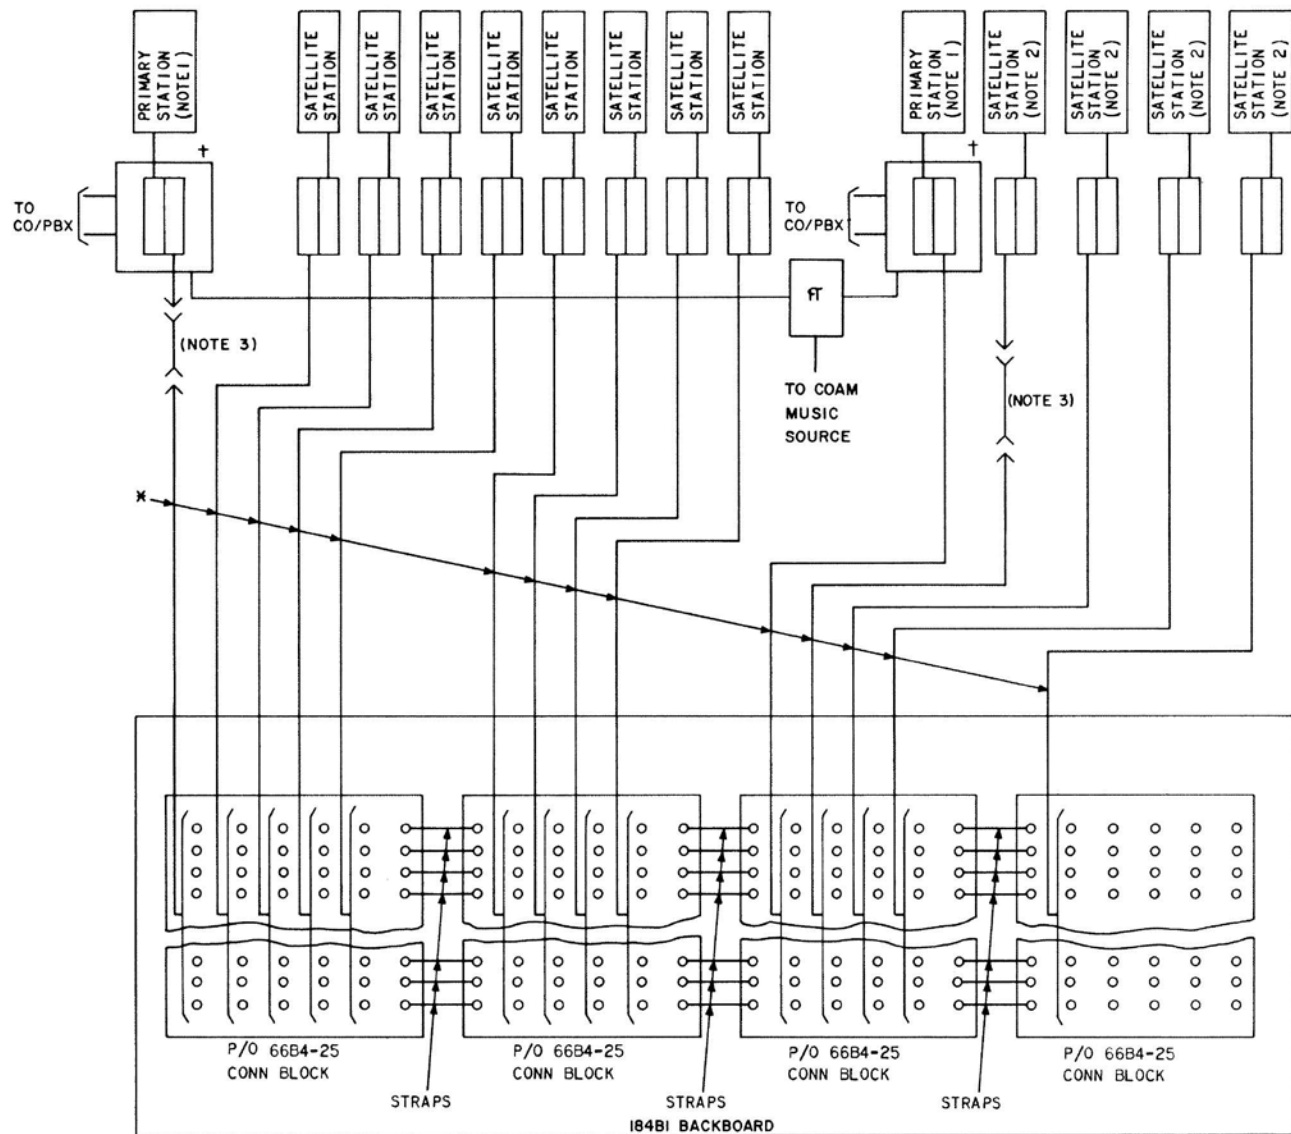 PRIMARY
STATION
(NOTE1)
SATELLITE
STATION
SATELLITE
STATION
SATELLITE
STATION
SATELLITE
STATION
SATELLITE
STATION
SATELLITE
STATION
SATELLITE
STATION
SATELLITE
STATION
PRIMARY
STATION
(NOTE 1)
SATELLITE
STATION
(NOTE 2)
SATELLITE
STATION
(NOTE 2)
SATELLITE
STATION
(NOTE 2)
SATELLITE
STATION
(NOTE 2)
†
†
TO
CO/PBX
TO
CO/PBX
(NOTE 3)
TO COAM
MUSIC
SOURCE
(NOTE 3)
*
P/O 66B4-25
CONN BLOCK
P/O 66B4-25
CONN BLOCK
P/O 66B4-25
CONN BLOCK
P/O 66B4-25
CONN BLOCK
STRAPS
STRAPS
STRAPS
184B1 BACKBOARD